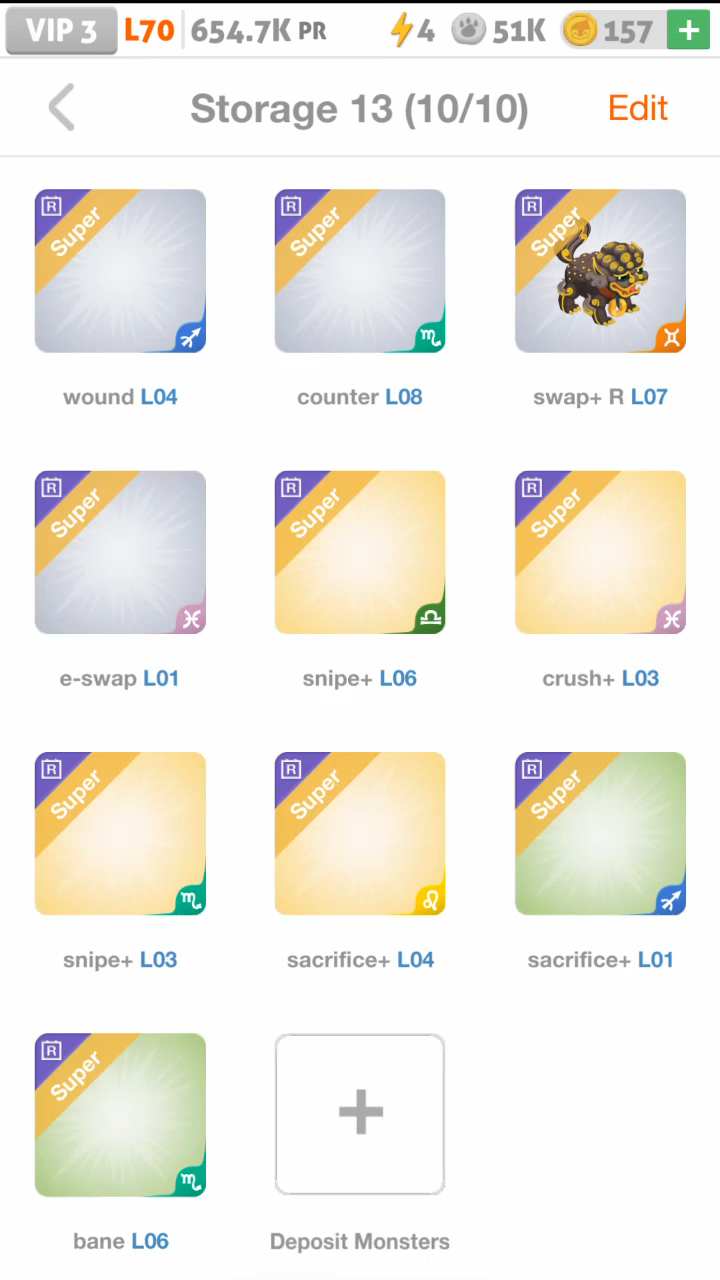 VIP 3 L70 654.7K PR 4 51K 157 +
Storage 13 (10/10) Edit
R Super R Super R Super
wound L04 counter L08 swap+ R L07
R Super R Super R Super
e-swap L01 snipe+ L06 crush+ L03
R Super R Super R Super
snipe+ L03 sacrifice+ L04 sacrifice+ L01
R Super
bane L06 Deposit Monsters